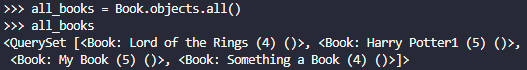 >>> all_books = Book.objects.all()
>>> all_books
<QuerySet [<Book: Lord of the Rings (4) ()>, <Book: Harry Potter1 (5) ()>,
 <Book: My Book (5) ()>, <Book: Something a Book (4) ()>]>